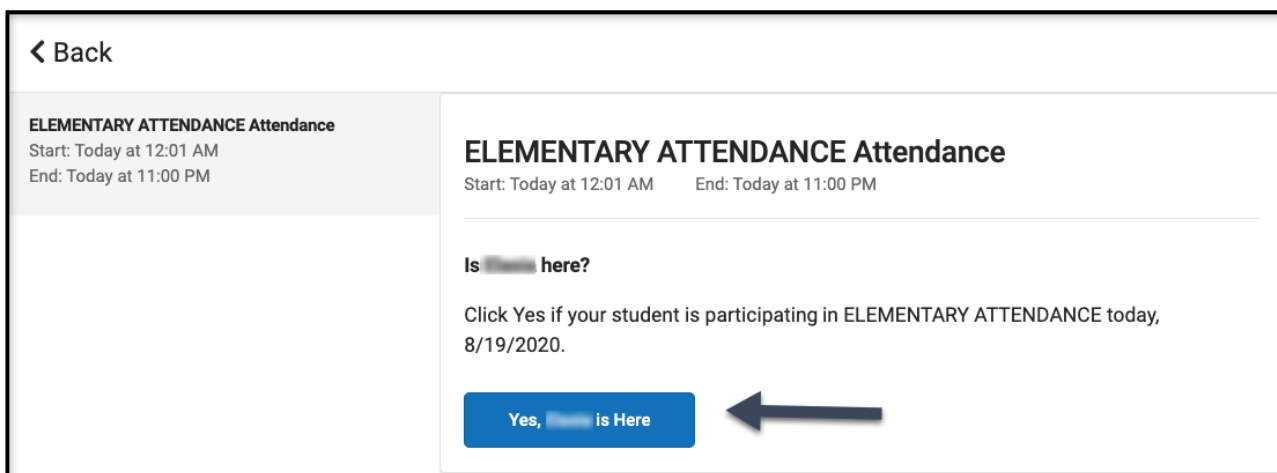 Back
ELEMENTARY ATTENDANCE Attendance
Start: Today at 12:01 AM
End: Today at 11:00 PM
ELEMENTARY ATTENDANCE Attendance
Start: Today at 12:01 AM End: Today at 11:00 PM
Is here?
Click Yes if your student is participating in ELEMENTARY ATTENDANCE today,
8/19/2020.
Yes, is Here